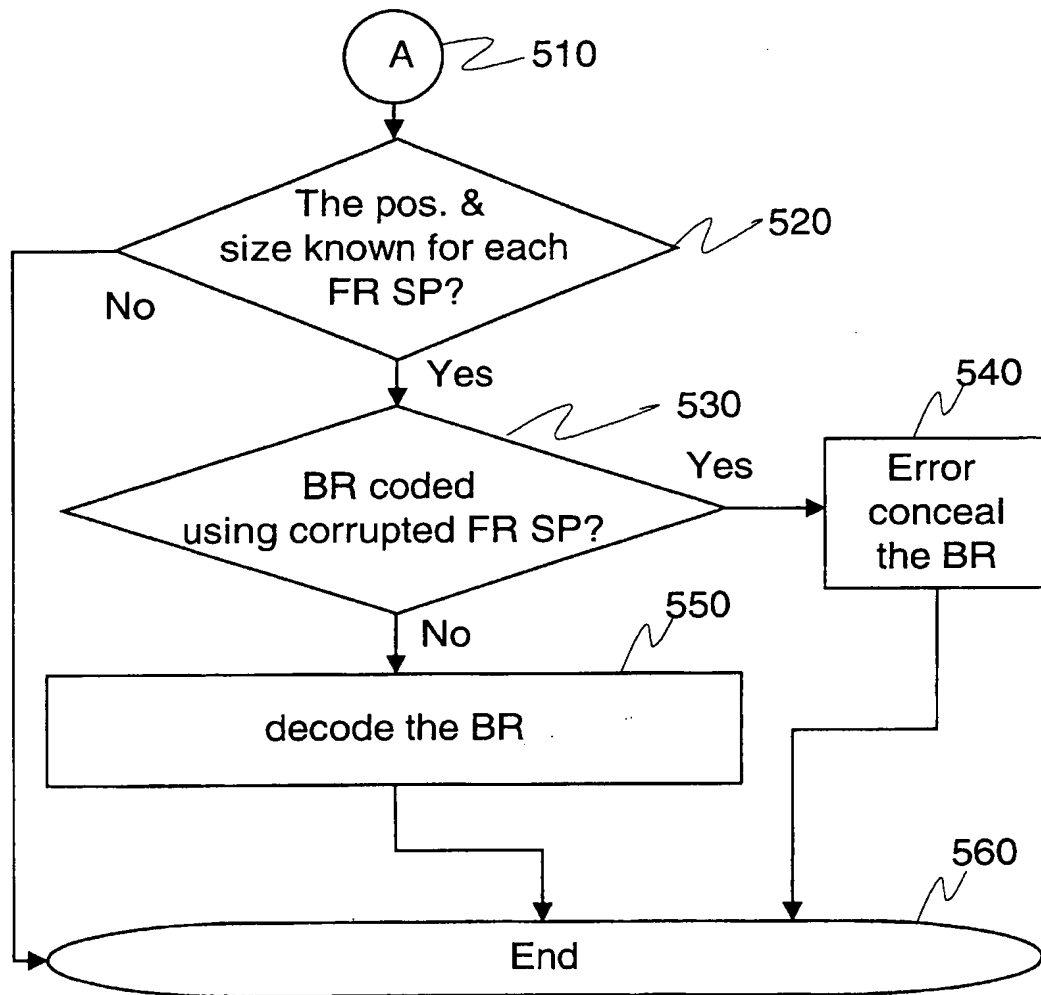 A
510
The pos. &
size known for each
FR SP?
520
No
Yes
530
540
BR coded
using corrupted FR SP?
Yes
Error
conceal
the BR
No
550
decode the BR
560
End